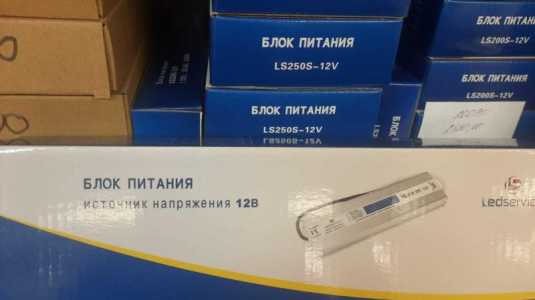 БЛОК ПИТАНИЯ
LS250S-12V
БЛОК ПИТАНИЯ
LS200S-12V
БЛОК ПИТАНИЯ
LS250S-12V
БЛОК ПИТАНИЯ
LS200S-12V
БЛОК ПИТАНИЯ
источник напряжения 12В
Ledservice